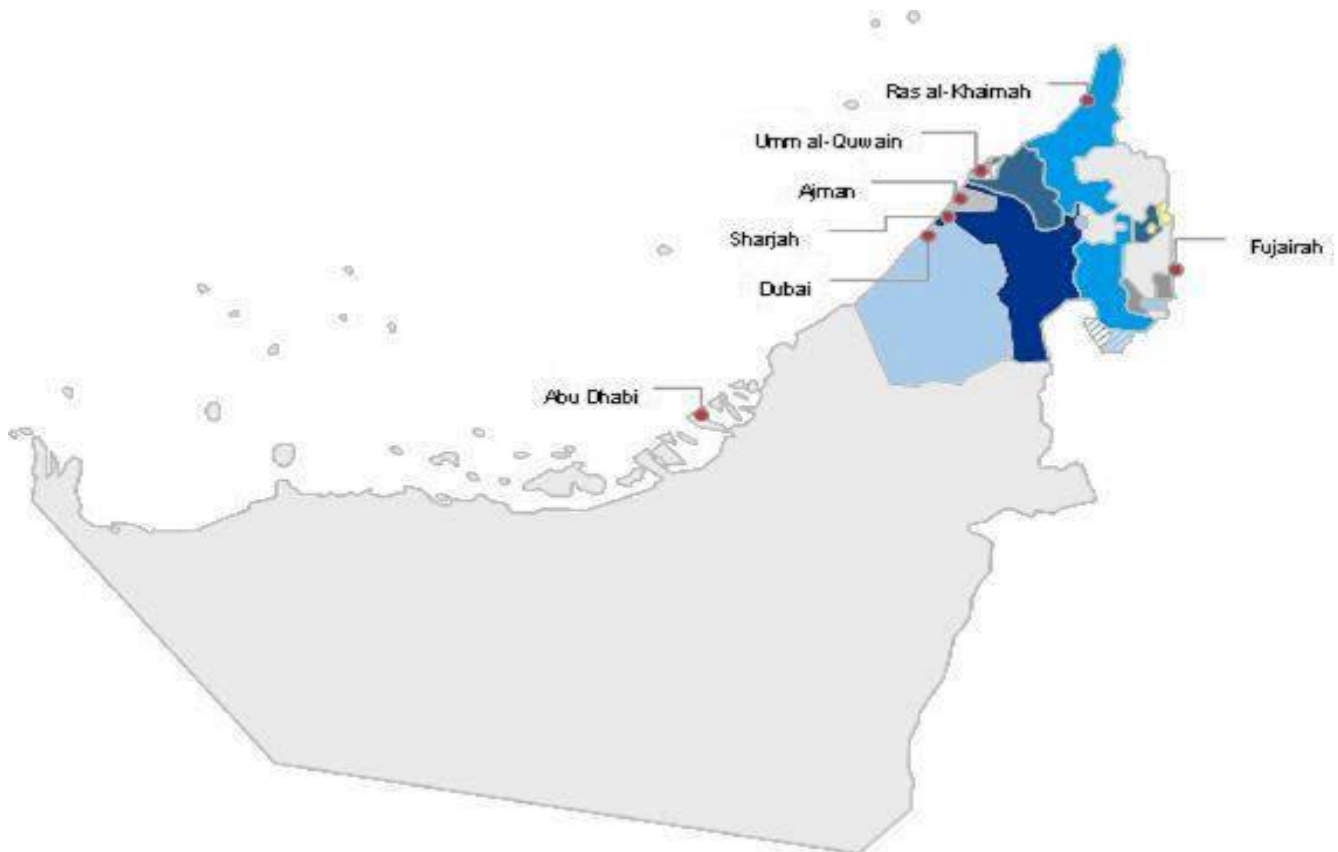 Ras al-Khaimah
Umm al-Quwain
Ajman
Sharjah
Dubai
Fujairah
Abu Dhabi